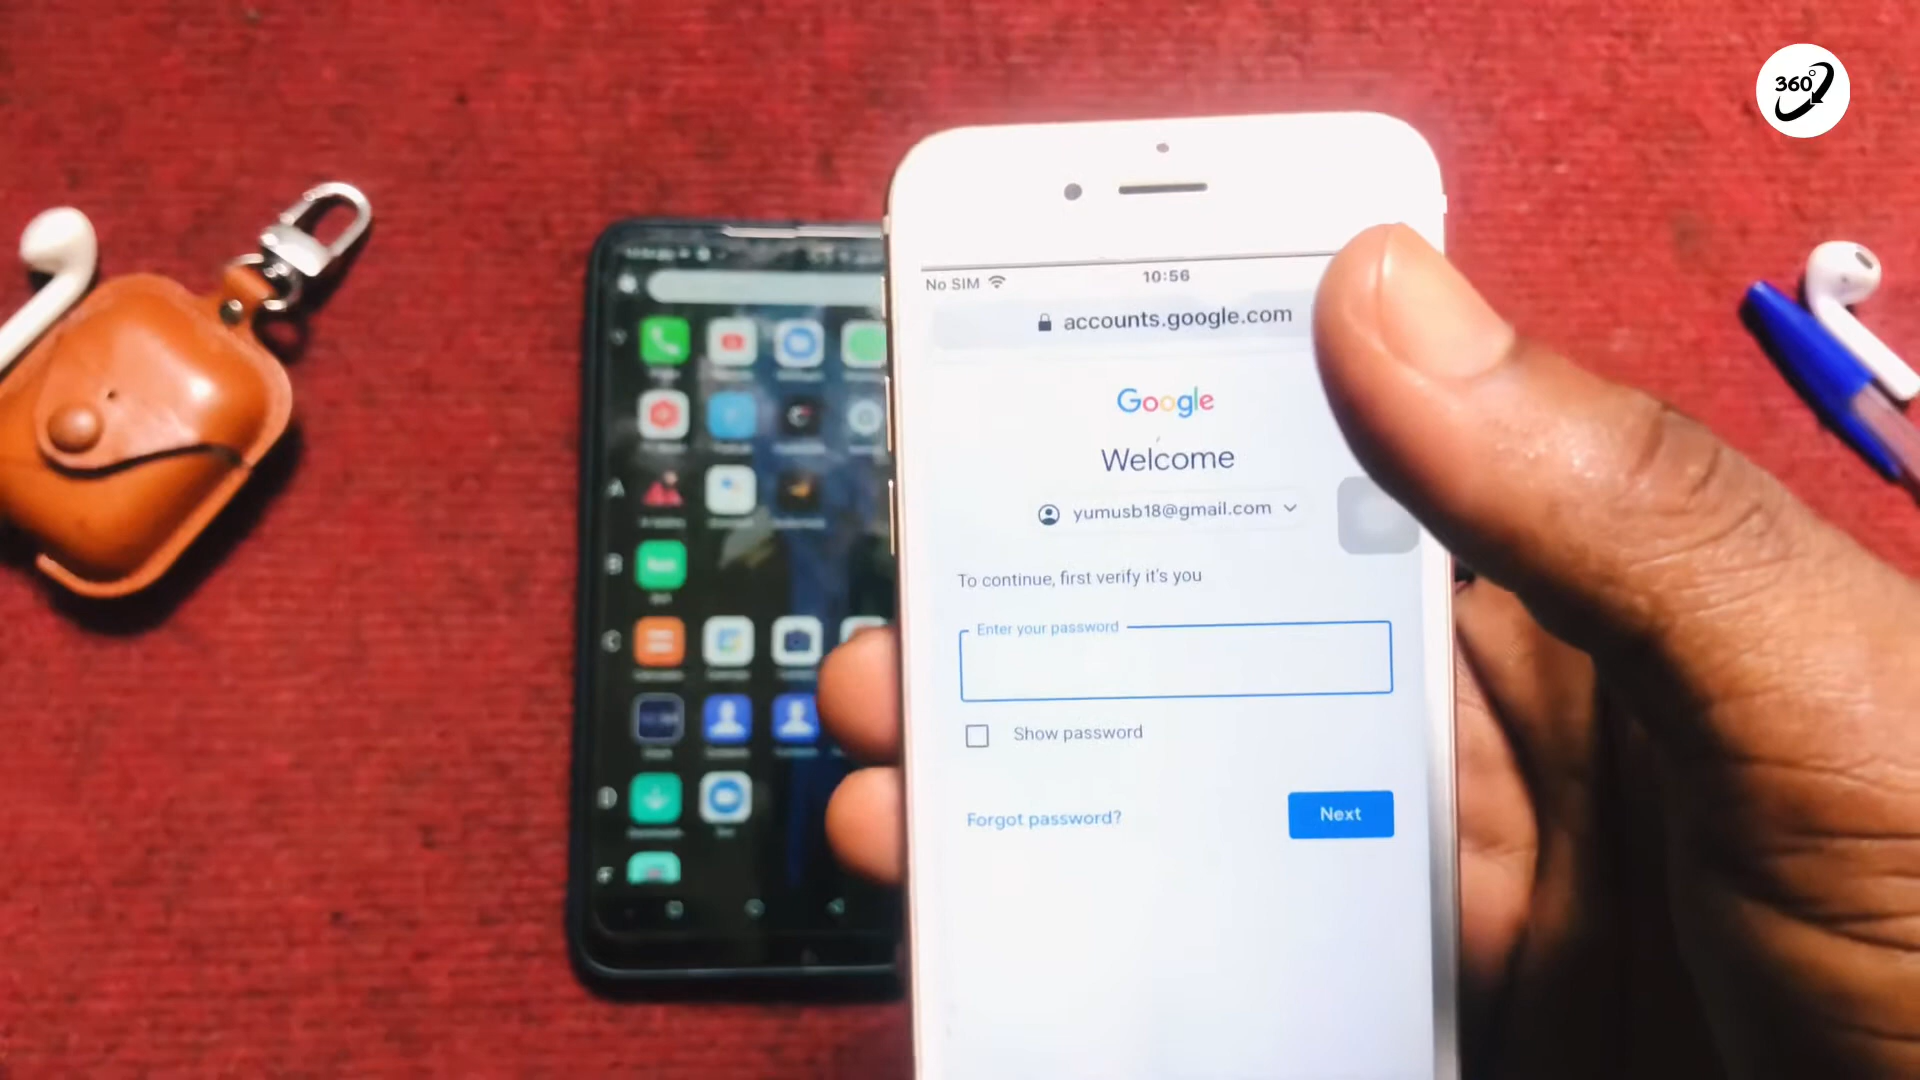 360°
No SIM 10:56
accounts.google.com
Google
Welcome
yumusb18@gmail.com
To continue, first verify it's you
Enter your password
Show password
Forgot password? Next
A
B
C
D
F